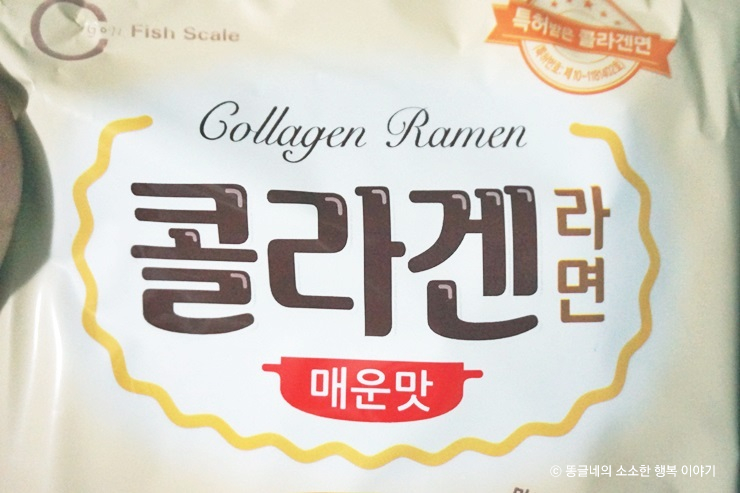 Fish Scale
특허받은 콜라겐면
Collagen Ramen
콜라겐
라면
매운맛
© 똥글네의 소소한 행복 이야기